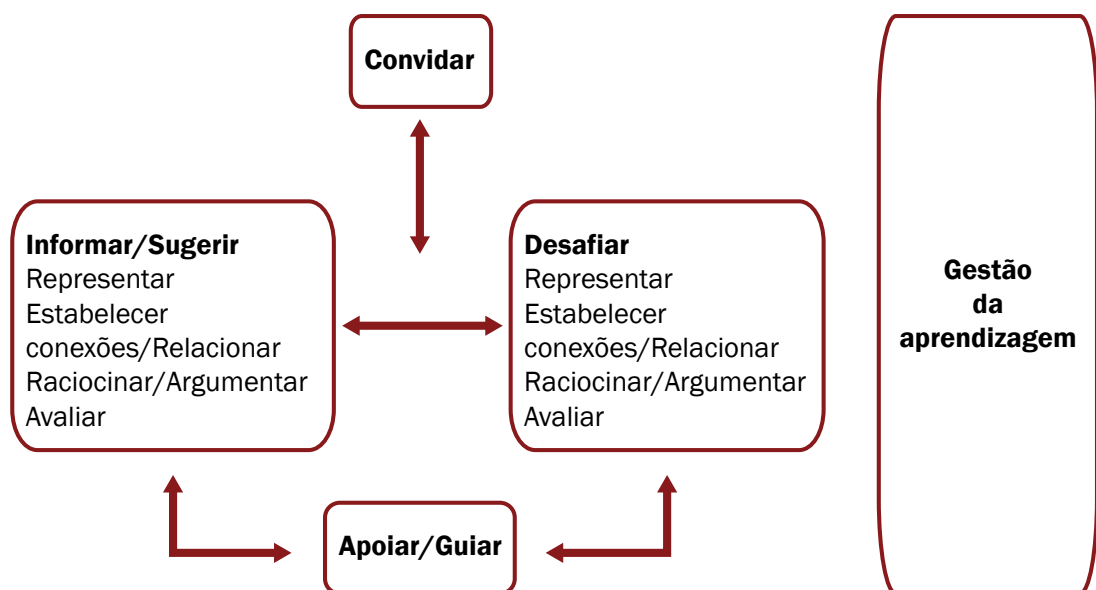 Convidar
Informar/Sugerir
Representar
Estabelecer
conexões/Relacionar
Raciocinar/Argumentar
Avaliar
Desafiar
Representar
Estabelecer
conexões/Relacionar
Raciocinar/Argumentar
Avaliar
Apoiar/Guiar
Gestão
da
aprendizagem